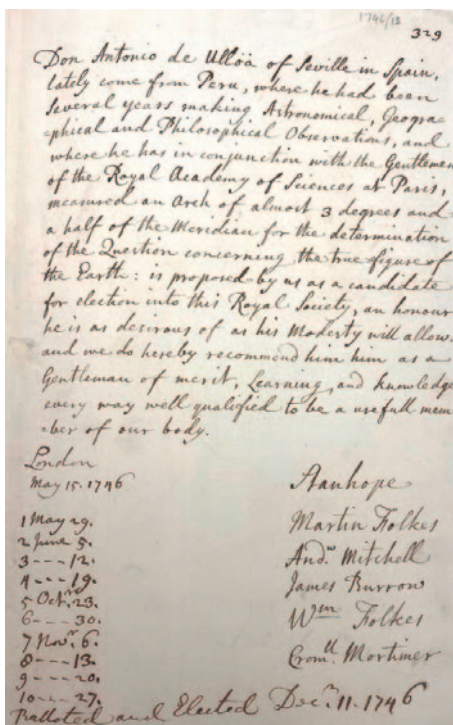 1746/13
329
Don Antonio de Ulloä of Seville in Spain,
lately come from Peru, where he had been
several years making Astronomical, Geogra=
=phical and Philosophical Observations, and
where he has in conjunction with the Gentlemen
of the Royal Academy of Sciences at Paris,
measured an Arch of almost 3 degrees and
a half of the Meridian for the determination
of the Question concerning the true figure of
the Earth: is proposed by us as a candidate
for election into this Royal Society, an honour
he is as desirous of as his Modesty will allow.
and we do hereby recommend him him as a
Gentleman of merit, Learning, and knowledge
every way well qualified to be a usefull mem
=ber of our body.
London
May 15. 1746
Stanhope
1 May 29.
Martin Folkes
2 June 5.
3 --- 12.
Andw. Mitchell
4 --- 19.
James Burrow
5 Octr. 23.
6 --- 30.
Wm Folkes
7 Novr. 6.
8 --- 13.
Cromll. Mortimer
9 --- 20.
10 --- 27.
Balloted and Elected Decr. 11. 1746